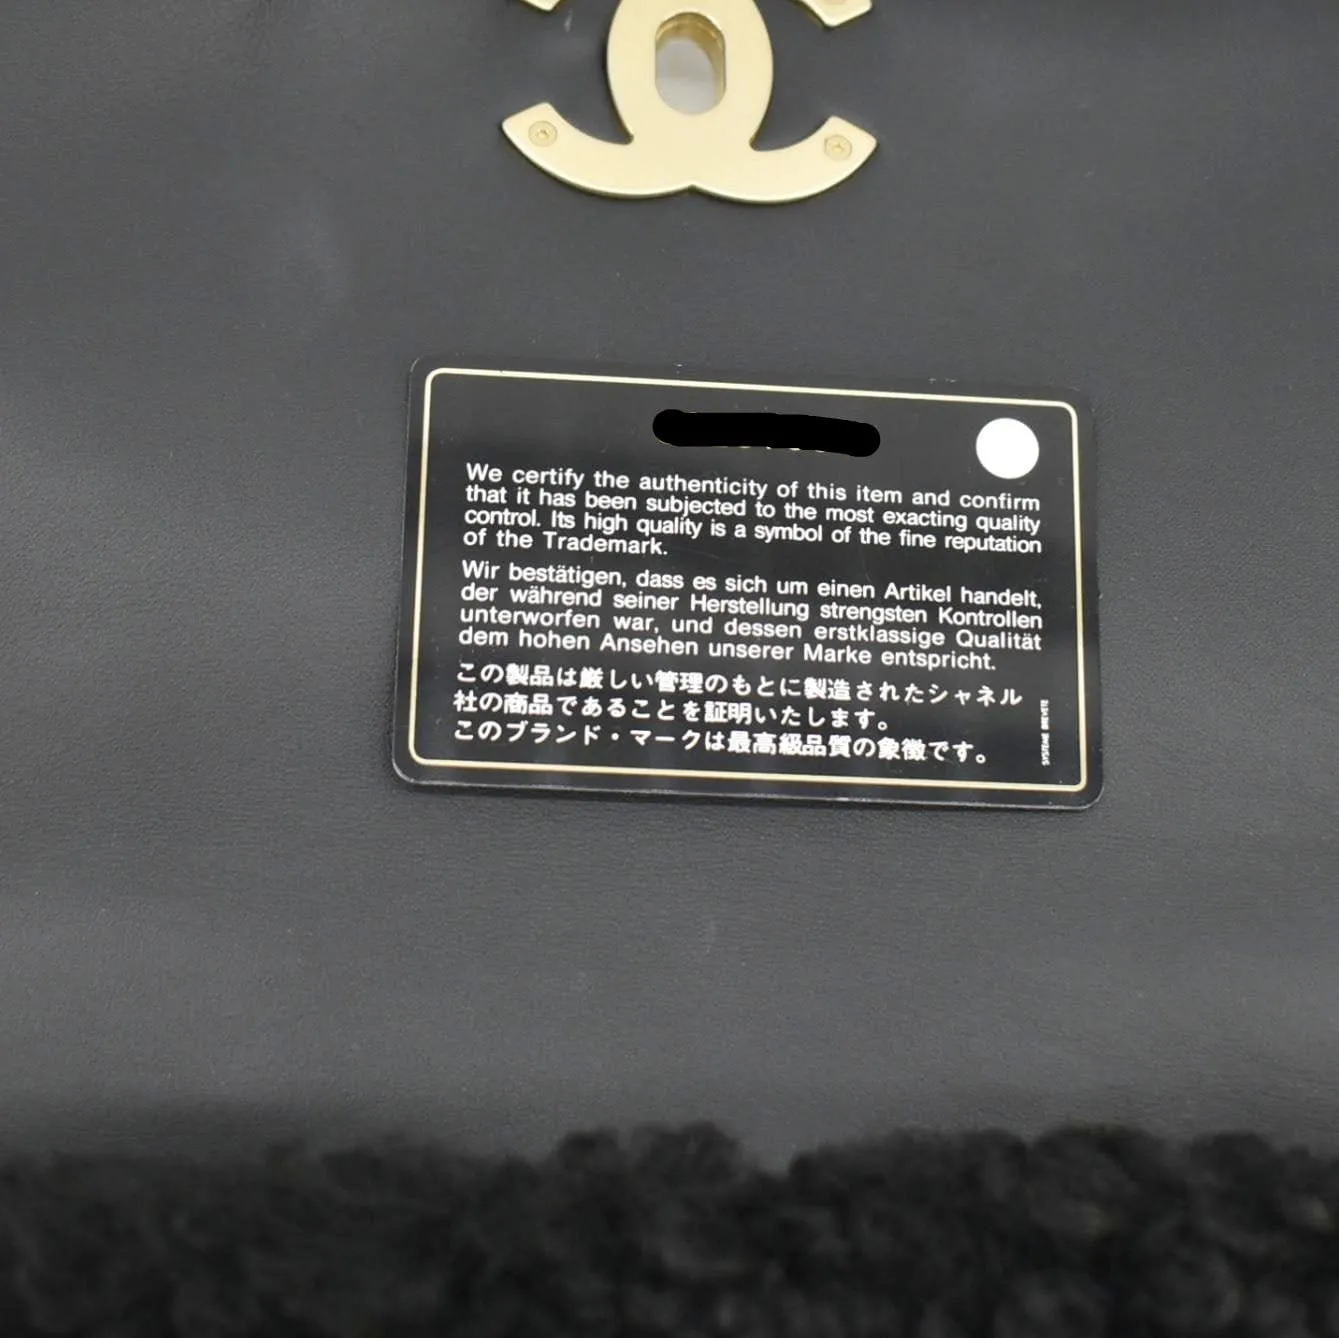 We certify the authenticity of this item and confirm
that it has been subjected to the most exacting quality
control. Its high quality is a symbol of the fine reputation
of the Trademark.
Wir bestätigen, dass es sich um einen Artikel handelt,
der während seiner Herstellung strengsten Kontrollen
unterworfen war, und dessen erstklassige Qualität
dem hohen Ansehen unserer Marke entspricht.
この製品は厳しい管理のもとに製造されたシャネル
社の商品であることを証明いたします。
このブランド・マークは最高級品質の象徴です。
SYSTEME BREVETE